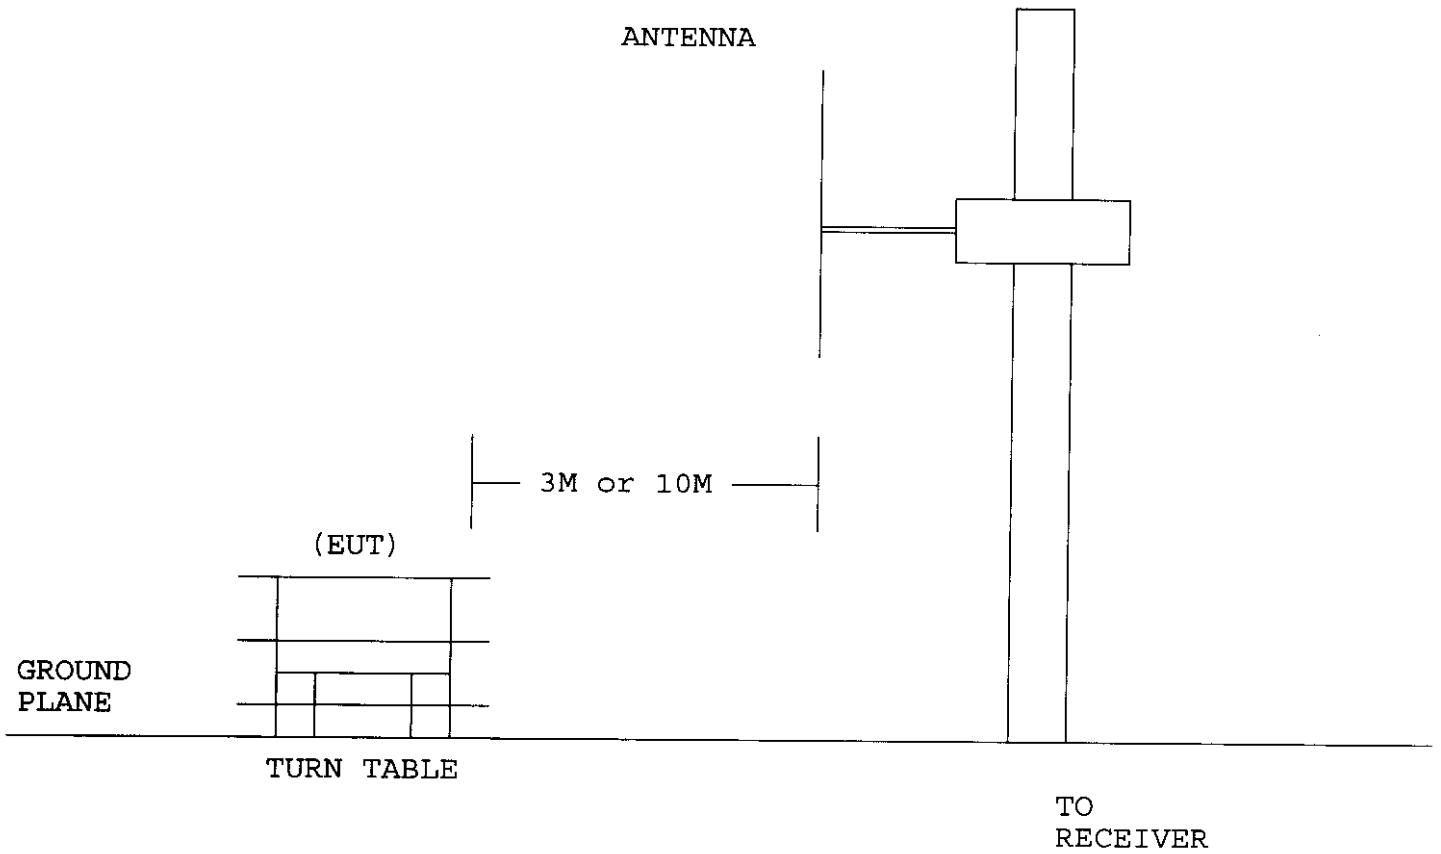 ANTENNA
3M or 10M
(EUT)
GROUND
PLANE
TURN TABLE
TO
RECEIVER